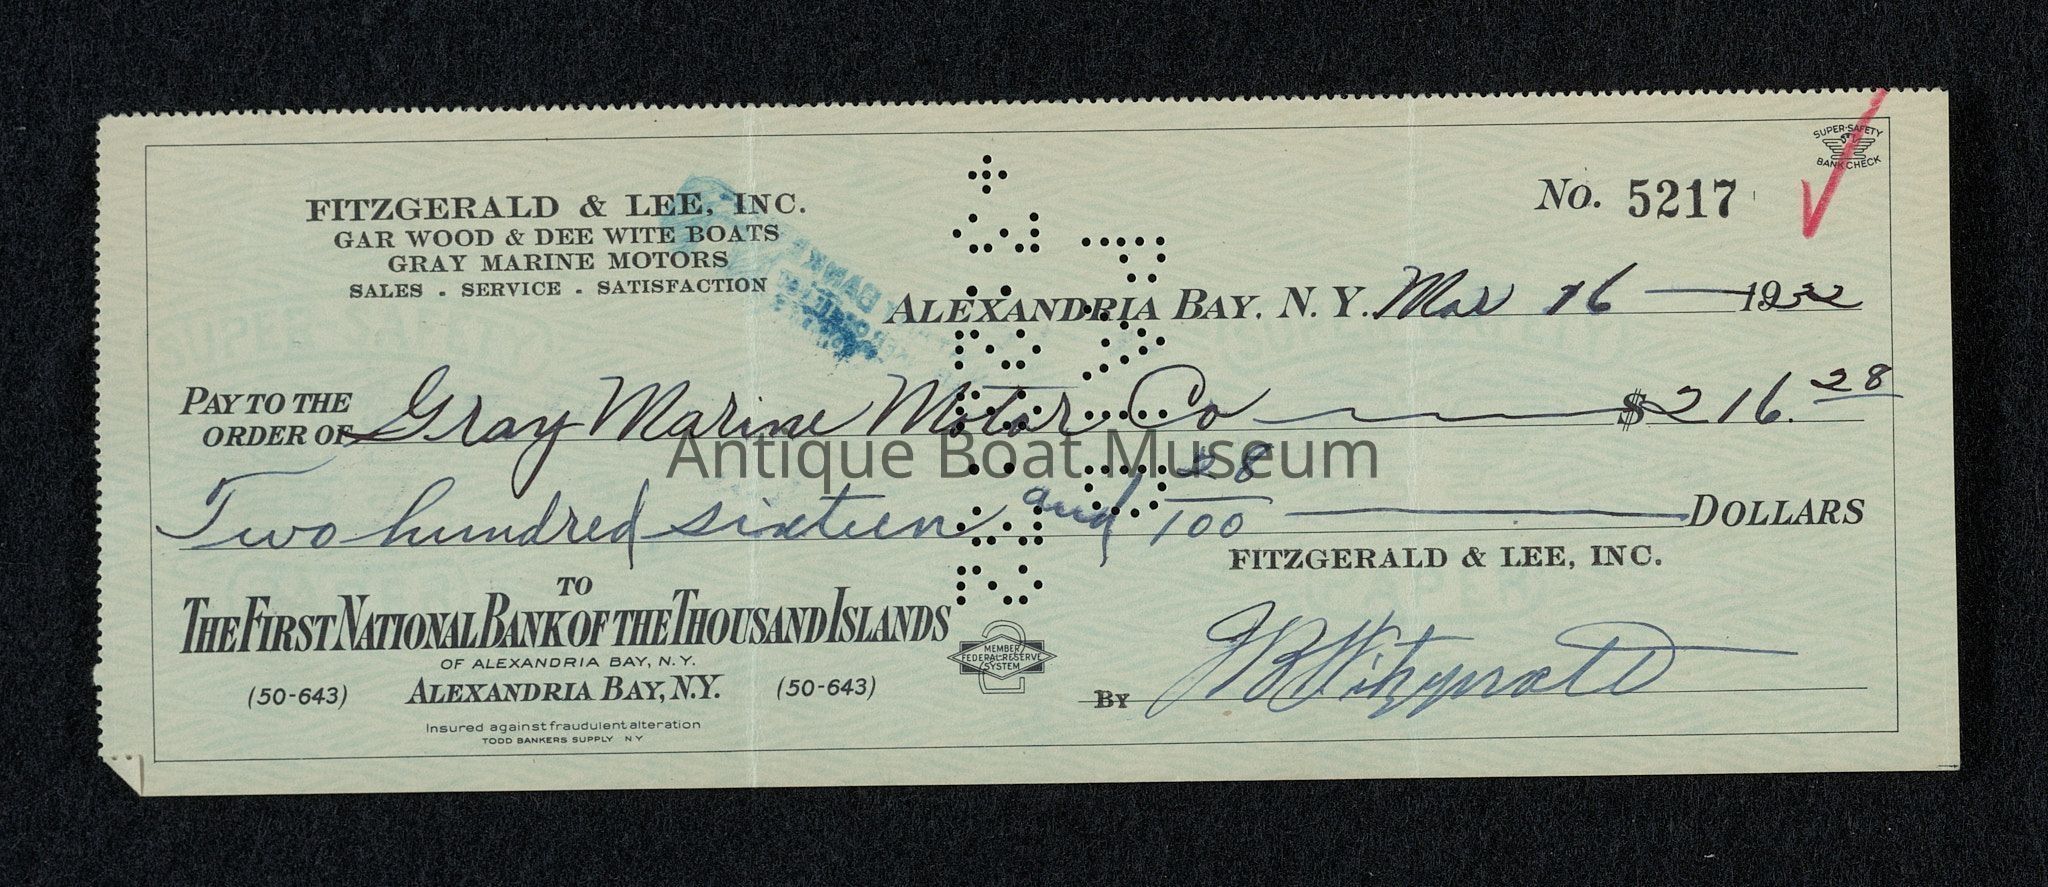 SUPER-SAFETY
BANK CHECK
No. 5217
FITZGERALD & LEE, INC.
GAR WOOD & DEE WITE BOATS
GRAY MARINE MOTORS
SALES . SERVICE . SATISFACTION
ALEXANDRIA BAY, N. Y. Mar 16 1932
PAY TO THE
ORDER OF Gray Marine Motor Co $216.28
Antique Boat Museum
Two hundred sixteen and 28/100 DOLLARS
FITZGERALD & LEE, INC.
TO
THE FIRST NATIONAL BANK OF THE THOUSAND ISLANDS
OF ALEXANDRIA BAY, N.Y.
(50-643) ALEXANDRIA BAY, N.Y. (50-643)
MEMBER
FEDERAL RESERVE
SYSTEM
BY
Insured against fraudulent alteration
TODD BANKERS SUPPLY NY